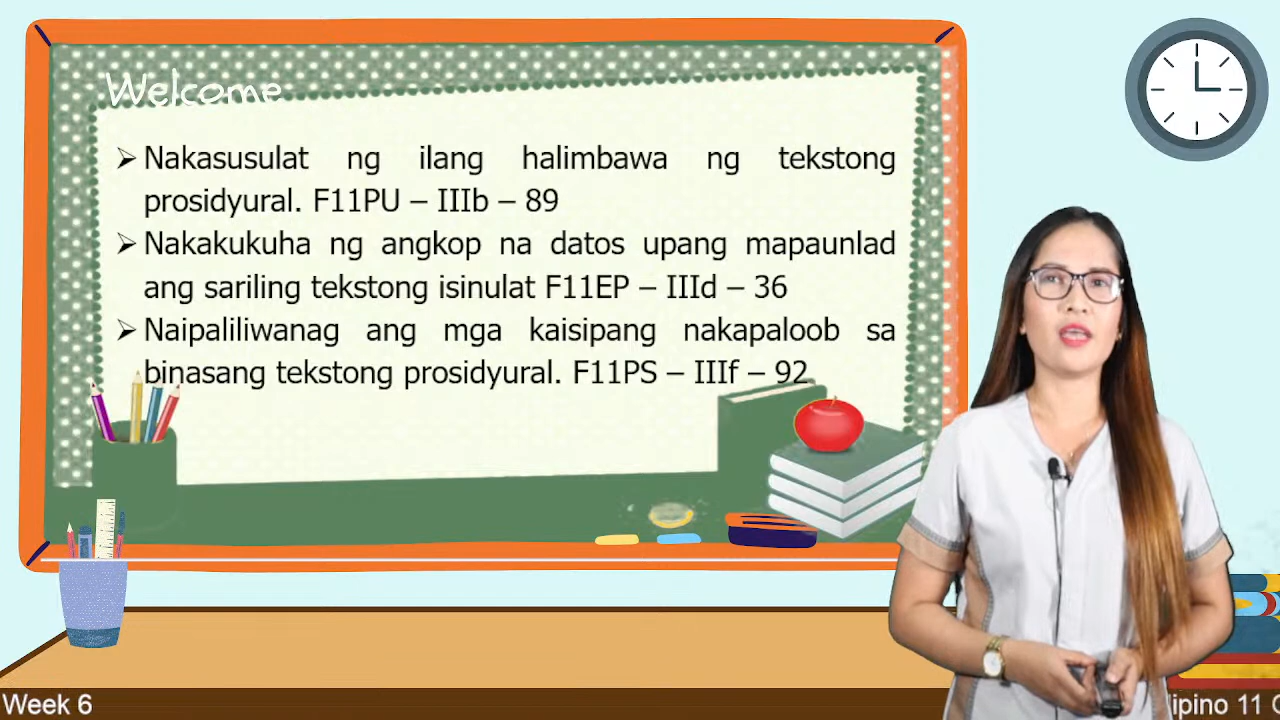 Welcome
➢ Nakasusulat ng ilang halimbawa ng tekstong
prosidyural. F11PU – IIIb – 89
➢ Nakakukuha ng angkop na datos upang mapaunlad
ang sariling tekstong isinulat F11EP – IIId – 36
➢ Naipaliliwanag ang mga kaisipang nakapaloob sa
binasang tekstong prosidyural. F11PS – IIIf – 92
Week 6
ipino 11